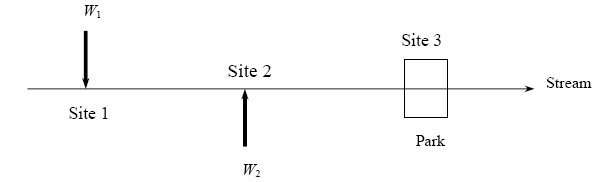 W₁
Site 3
Site 2
Stream
Site 1
Park
W₂